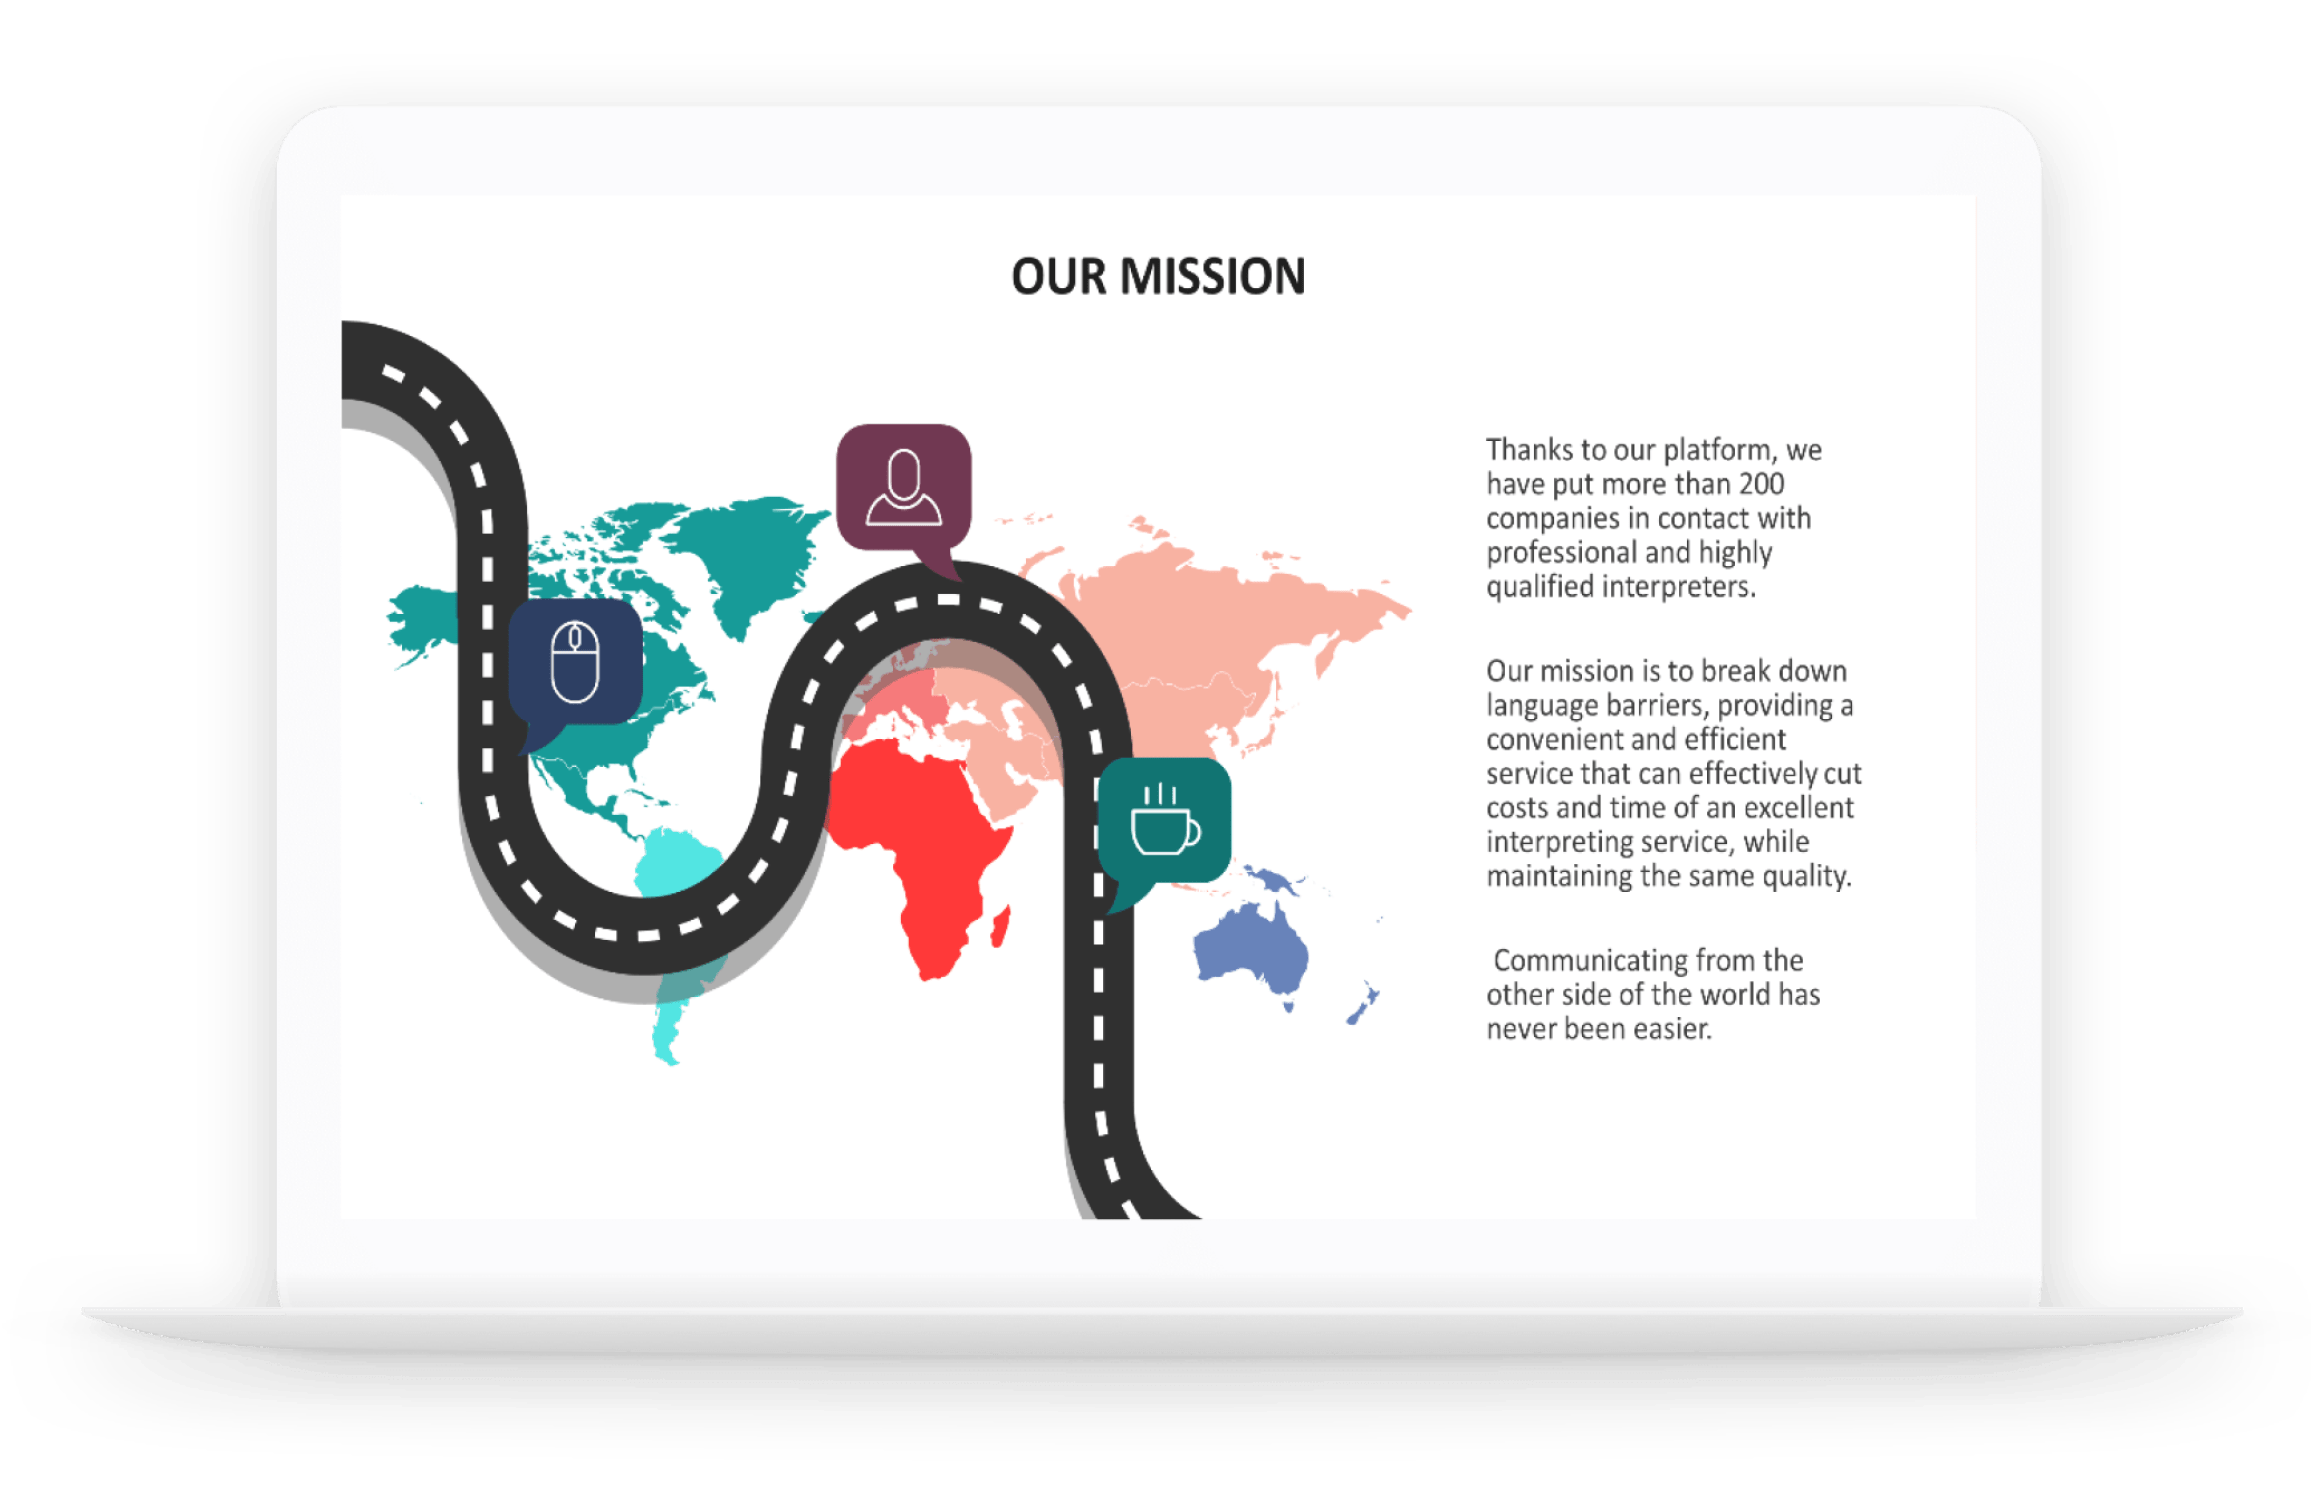 OUR MISSION
Thanks to our platform, we
have put more than 200
companies in contact with
professional and highly
qualified interpreters.
Our mission is to break down
language barriers, providing a
convenient and efficient
service that can effectively cut
costs and time of an excellent
interpreting service, while
maintaining the same quality.
Communicating from the
other side of the world has
never been easier.